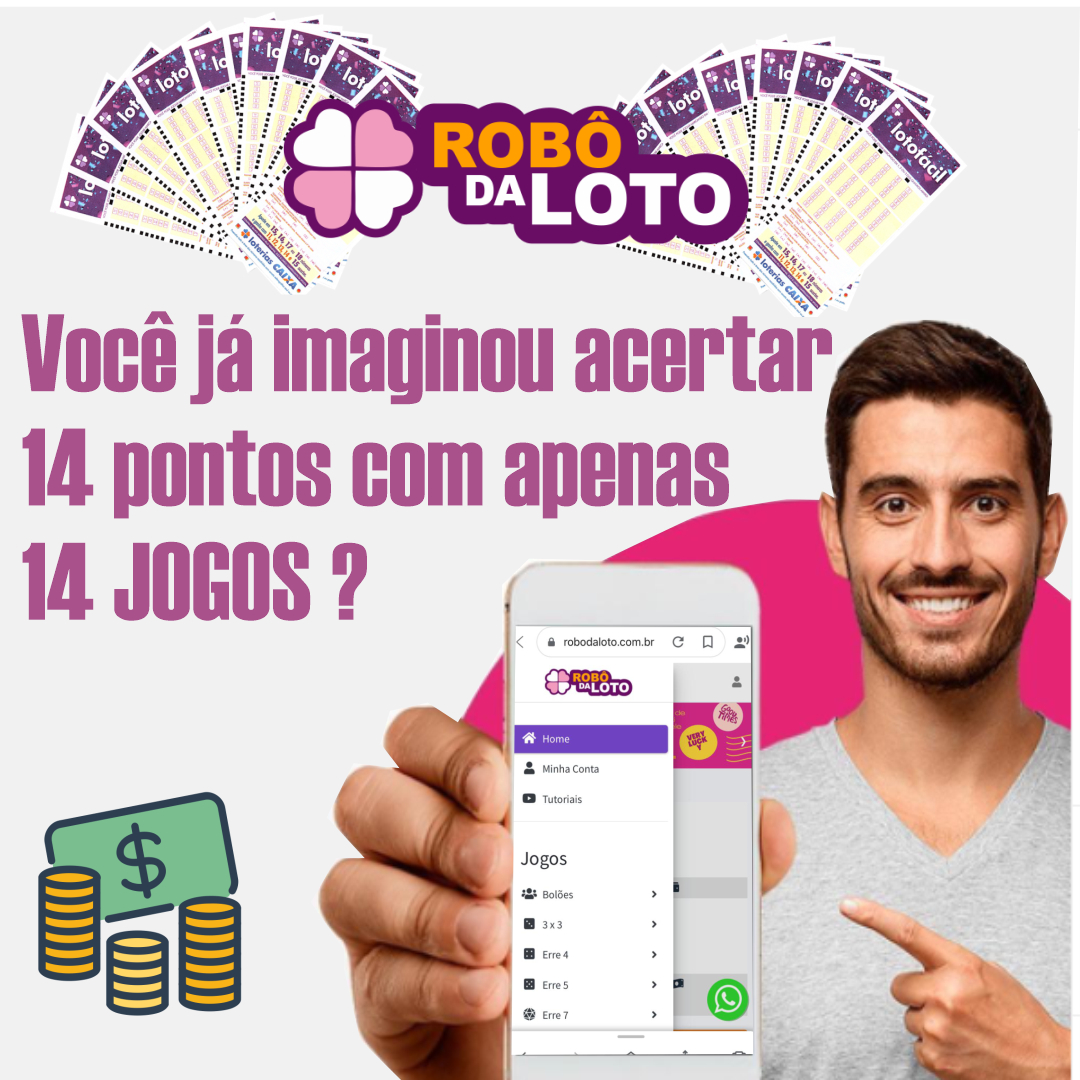 lotofácil
loterias CAIXA
loterias CAIXA
ROBÔ
DA LOTO
Você já imaginou acertar
14 pontos com apenas
14 JOGOS ?
robodaloto.com.br
ROBÔ
DA LOTO
Home
VERY
LUCK
Minha Conta
Tutoriais
Jogos
Bolões
3 x 3
Erre 4
Erre 5
Erre 7
$